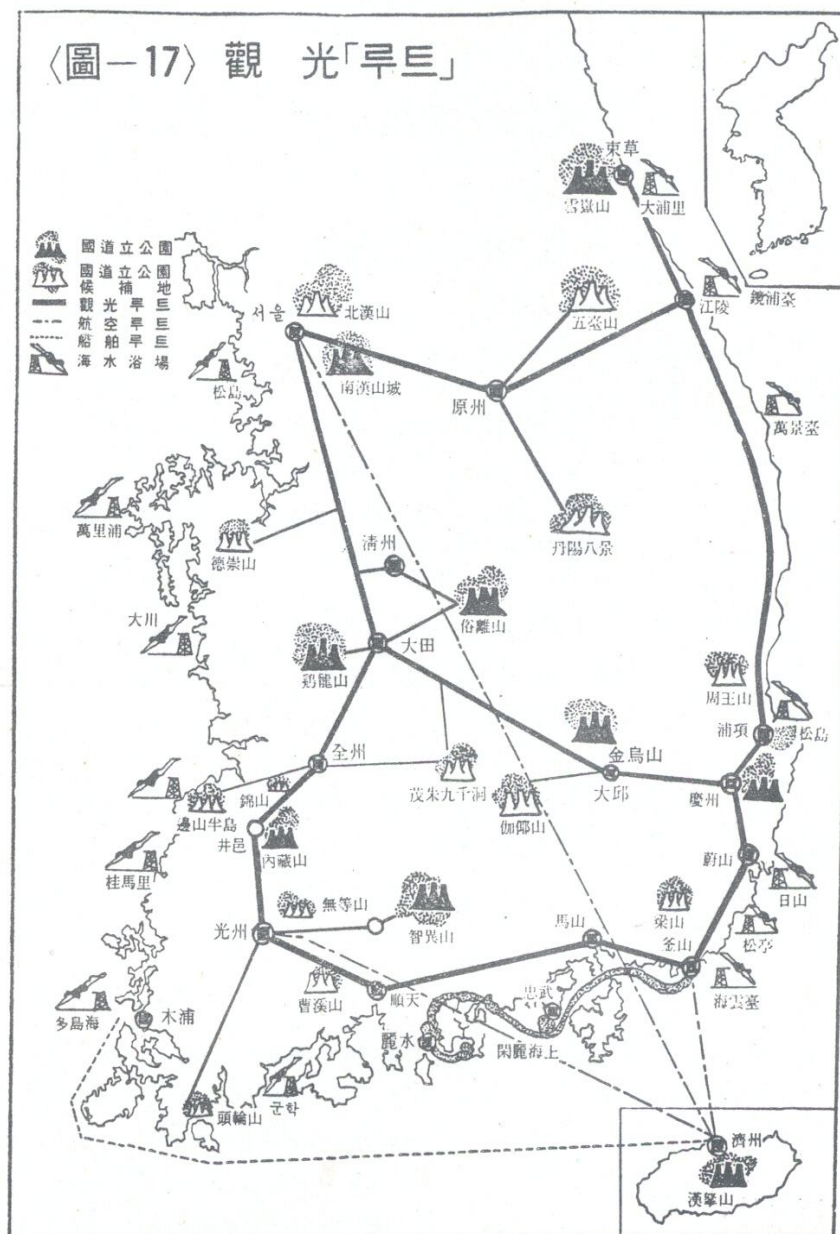 〈圖－17〉 觀 光「루트」
國道立公園
國道立公園
候補地
觀光루트
航空루트
船舶루트
海水浴場
束草
雪嶽山
大浦里
서울
北漢山
五臺山
江陵
鏡浦臺
南漢山城
松島
原州
萬景臺
萬里浦
德崇山
淸州
丹陽八景
大川
俗離山
大田
鷄龍山
周王山
浦項
松島
全州
金烏山
邊山半島
錦山
茂朱九千洞
大邱
慶州
伽倻山
井邑
內藏山
桂馬里
蔚山
日山
無等山
智異山
光州
馬山
梁山
釜山
松亭
曹溪山
順天
海雲臺
多島海
木浦
忠武
麗水
閑麗海上
頭輪山
군학
濟州
漢拏山